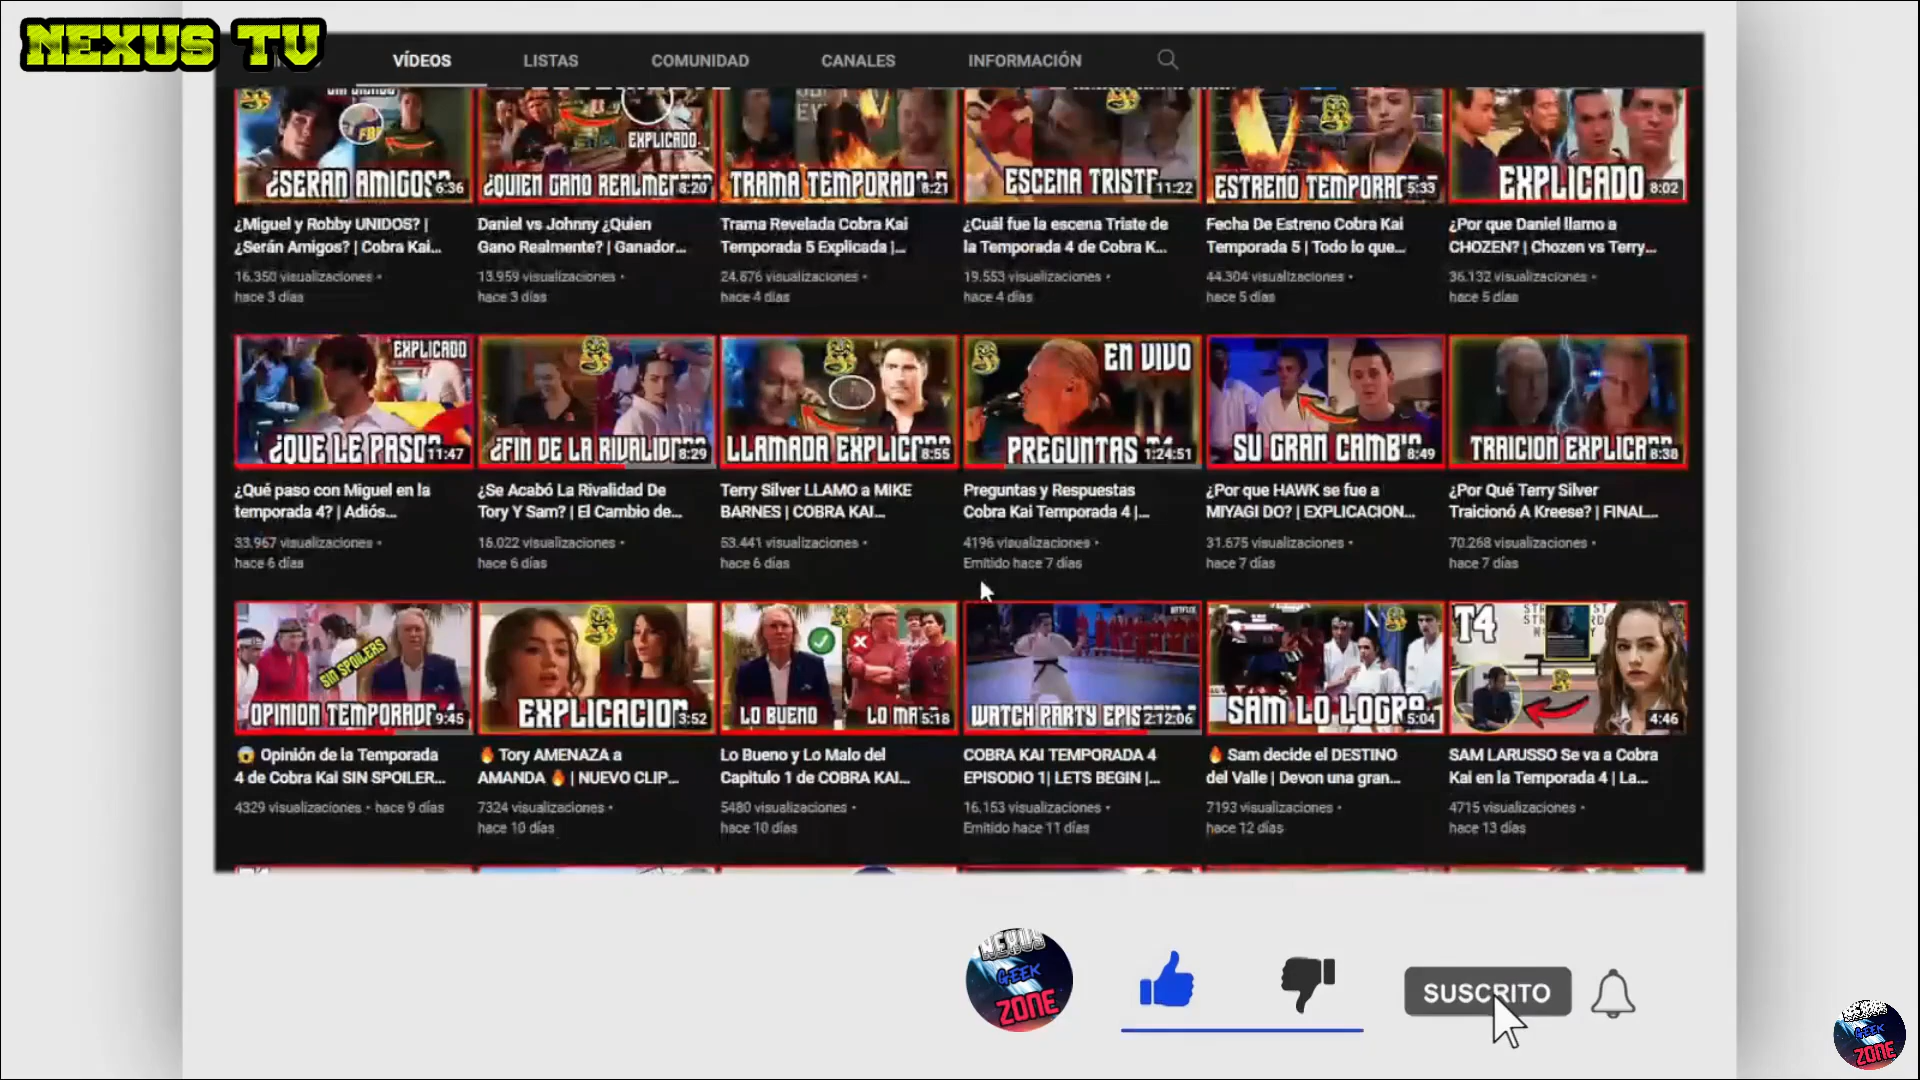 NEXUS TV
VÍDEOS LISTAS COMUNIDAD CANALES INFORMACIÓN
FBI
EXPLICADO
¿SERAN AMIGOS? 6:36
¿QUIEN GANO REALMENTE? 8:20
TRAMA TEMPORADA 8:21
ESCENA TRISTE 11:22
ESTRENO TEMPORADA 5:33
EXPLICADO 8:02
¿Miguel y Robby UNIDOS? |
¿Serán Amigos? | Cobra Kai...
16.350 visualizaciones •
hace 3 días
Daniel vs Johnny ¿Quien
Gano Realmente? | Ganador...
13.959 visualizaciones •
hace 3 días
Trama Revelada Cobra Kai
Temporada 5 Explicada |...
24.876 visualizaciones •
hace 4 días
¿Cuál fue la escena Triste de
la Temporada 4 de Cobra K...
19.553 visualizaciones •
hace 4 días
Fecha De Estreno Cobra Kai
Temporada 5 | Todo lo que...
44.304 visualizaciones •
hace 5 días
¿Por que Daniel llamo a
CHOZEN? | Chozen vs Terry...
36.132 visualizaciones •
hace 5 días
EXPLICADO
¿QUE LE PASO 11:47
¿FIN DE LA RIVALIDAD 8:29
LLAMADA EXPLICADA 8:55
EN VIVO
PREGUNTAS T4 1:24:51
SU GRAN CAMBIO 8:49
TRAICION EXPLICADA 8:38
¿Qué paso con Miguel en la
temporada 4? | Adiós...
33.967 visualizaciones •
hace 6 días
¿Se Acabó La Rivalidad De
Tory Y Sam? | El Cambio de...
16.022 visualizaciones •
hace 6 días
Terry Silver LLAMO a MIKE
BARNES | COBRA KAI...
53.441 visualizaciones •
hace 6 días
Preguntas y Respuestas
Cobra Kai Temporada 4 |...
4196 visualizaciones •
Emitido hace 7 días
¿Por que HAWK se fue a
MIYAGI DO? | EXPLICACION...
31.675 visualizaciones •
hace 7 días
¿Por Qué Terry Silver
Traicionó A Kreese? | FINAL...
70.268 visualizaciones •
hace 7 días
SIN SPOILERS
OPINION TEMPORADA 4 9:45
EXPLICACION 3:52
LO BUENO LO MALO 5:18
NETFLIX
WATCH PARTY EPISODIO 2:12:06
SAM LO LOGRA 5:04
T4
4:46
😱 Opinión de la Temporada
4 de Cobra Kai SIN SPOILER...
4329 visualizaciones • hace 9 días
🔥 Tory AMENAZA a
AMANDA 🔥 | NUEVO CLIP...
7324 visualizaciones •
hace 10 días
Lo Bueno y Lo Malo del
Capitulo 1 de COBRA KAI...
5480 visualizaciones •
hace 10 días
COBRA KAI TEMPORADA 4
EPISODIO 1| LETS BEGIN |...
16.153 visualizaciones •
Emitido hace 11 días
🔥 Sam decide el DESTINO
del Valle | Devon una gran...
7193 visualizaciones •
hace 12 días
SAM LARUSSO Se va a Cobra
Kai en la Temporada 4 | La...
4715 visualizaciones •
hace 13 días
NEXUS
GEEK
ZONE
SUSCRITO
NEXUS
GEEK
ZONE